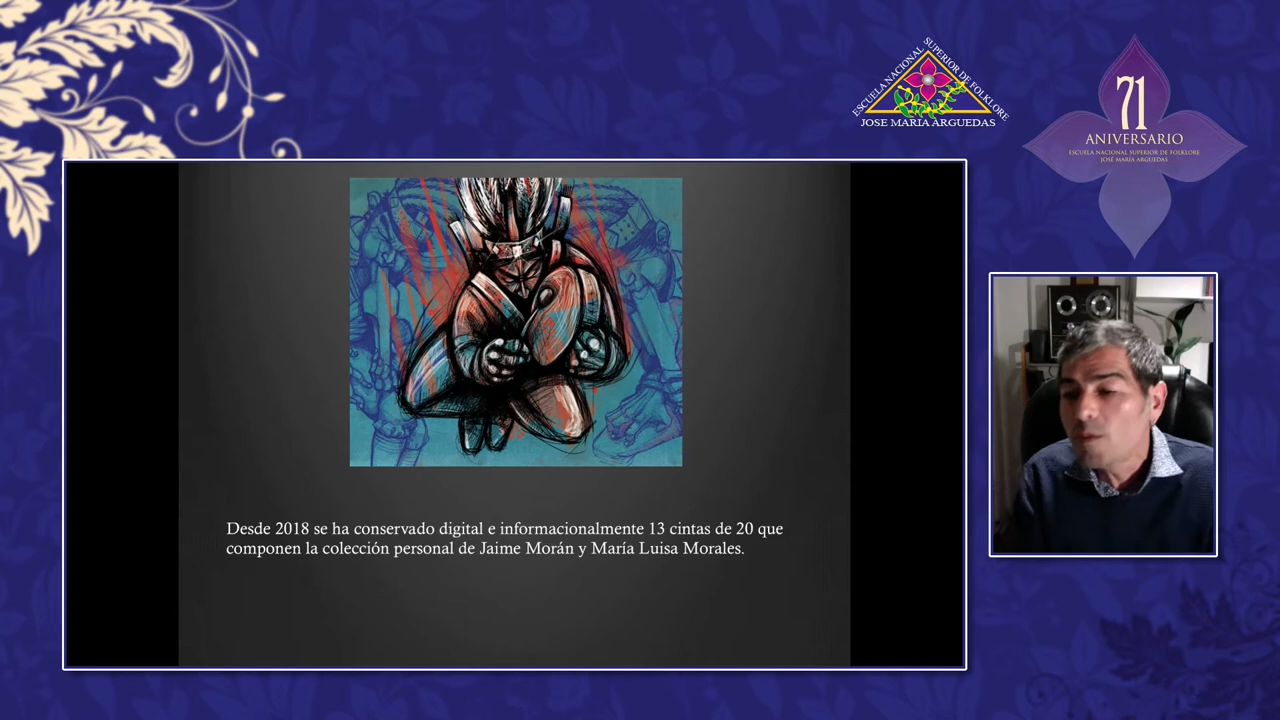 ESCUELA NACIONAL SUPERIOR DE FOLKLORE
JOSE MARIA ARGUEDAS
71
ANIVERSARIO
ESCUELA NACIONAL SUPERIOR DE FOLKLORE
JOSÉ MARÍA ARGUEDAS
Desde 2018 se ha conservado digital e informacionalmente 13 cintas de 20 que
componen la colección personal de Jaime Morán y María Luisa Morales.